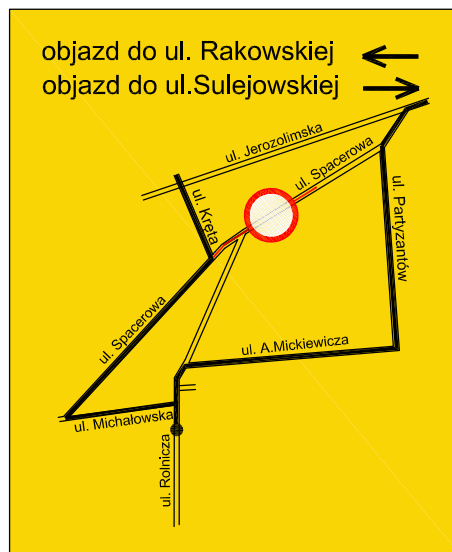 objazd do ul. Rakowskiej
objazd do ul.Sulejowskiej
ul. Jerozolimska
ul. Spacerowa
ul. Kręta
ul. Partyzantów
ul. Spacerowa
ul. A.Mickiewicza
ul. Michałowska
ul. Rolnicza